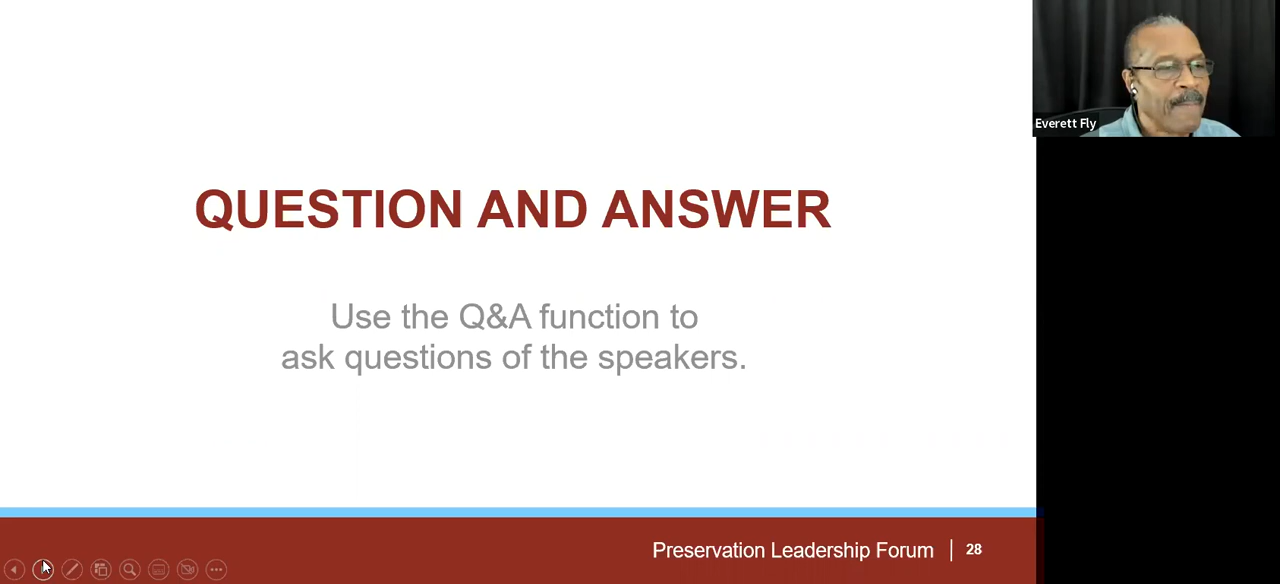 Everett Fly
QUESTION AND ANSWER
Use the Q&A function to
ask questions of the speakers.
Preservation Leadership Forum
28